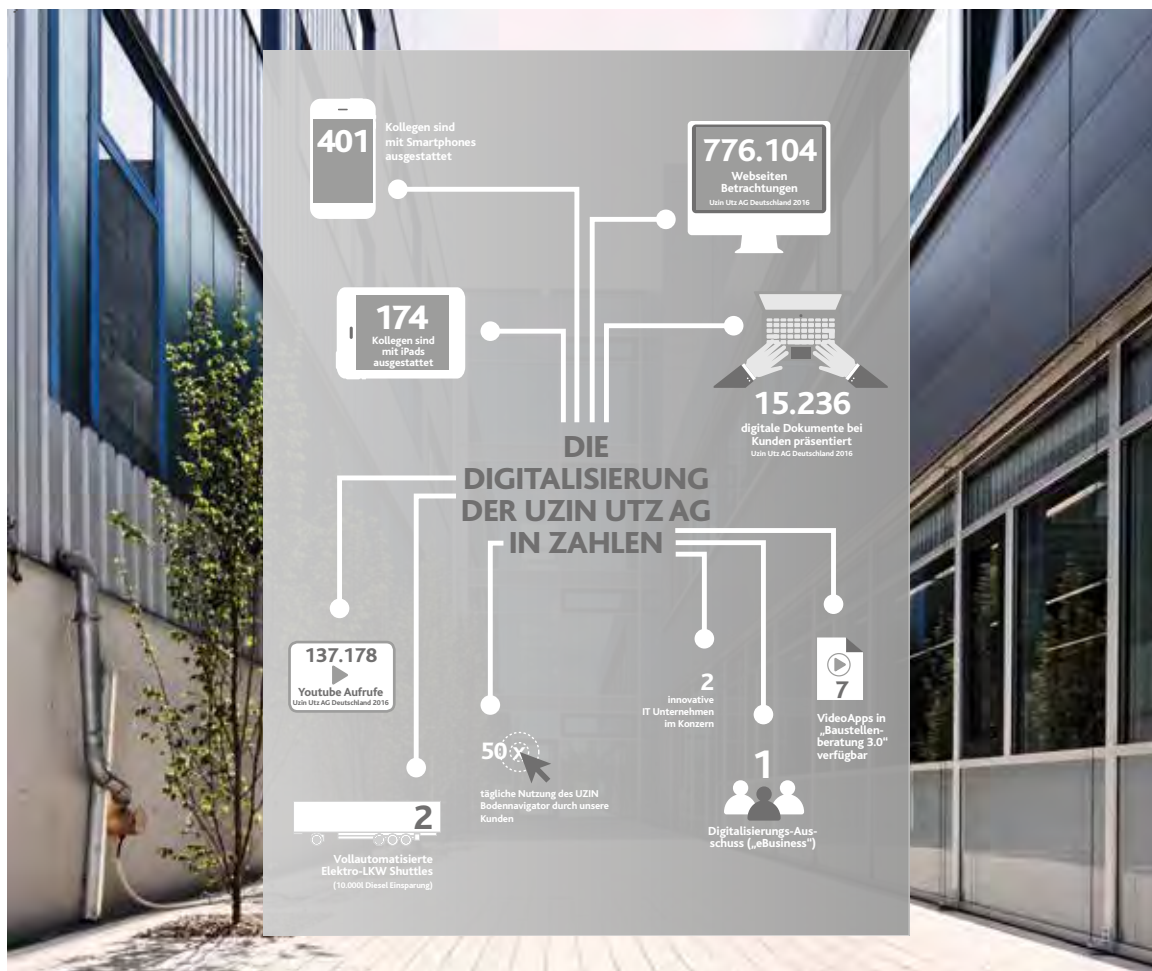 401
Kollegen sind
mit Smartphones
ausgestattet
776.104
Webseiten
Betrachtungen
Uzin Utz AG Deutschland 2016
174
Kollegen sind
mit iPads
ausgestattet
15.236
digitale Dokumente bei
Kunden präsentiert
Uzin Utz AG Deutschland 2016
DIE
DIGITALISIERUNG
DER UZIN UTZ AG
IN ZAHLEN
137.178
Youtube Aufrufe
Uzin Utz AG Deutschland 2016
2
Vollautomatisierte
Elektro-LKW Shuttles
(10.000l Diesel Einsparung)
50 x
tägliche Nutzung des UZIN
Bodennavigator durch unsere
Kunden
2
innovative
IT Unternehmen
im Konzern
1
Digitalisierungs-Aus-
schuss („eBusiness“)
7
VideoApps in
„Baustellen-
beratung 3.0“
verfügbar